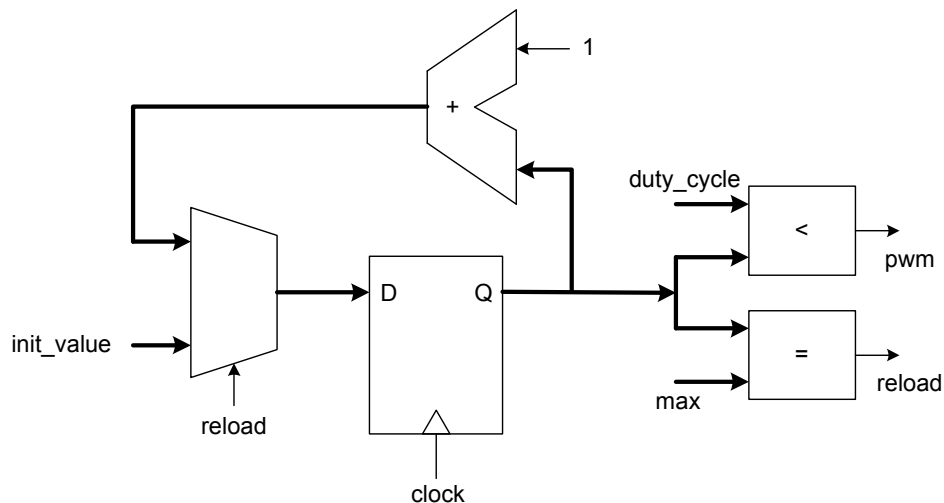 1
+
duty_cycle
<
pwm
D
Q
init_value
=
reload
max
reload
clock